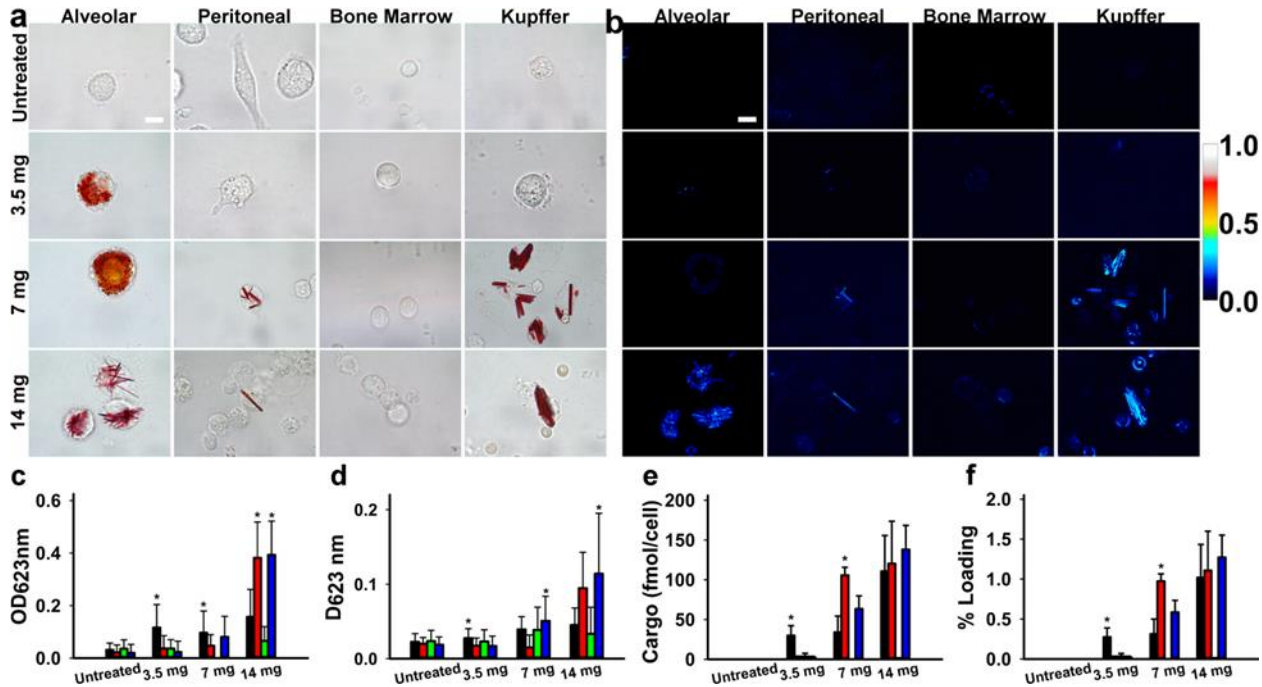 a Alveolar Peritoneal Bone Marrow Kupffer
b Alveolar Peritoneal Bone Marrow Kupffer
Untreated
3.5 mg
7 mg
14 mg
1.0
0.5
0.0
c
OD623nm
0.6
0.4
0.2
0.0
* * * *
Untreated 3.5 mg 7 mg 14 mg
d
D623 nm
0.2
0.1
0.0
* * *
Untreated 3.5 mg 7 mg 14 mg
e
Cargo (fmol/cell)
200
150
100
50
0
* *
Untreated 3.5 mg 7 mg 14 mg
f
% Loading
2.0
1.5
1.0
0.5
0.0
* *
Untreated 3.5 mg 7 mg 14 mg